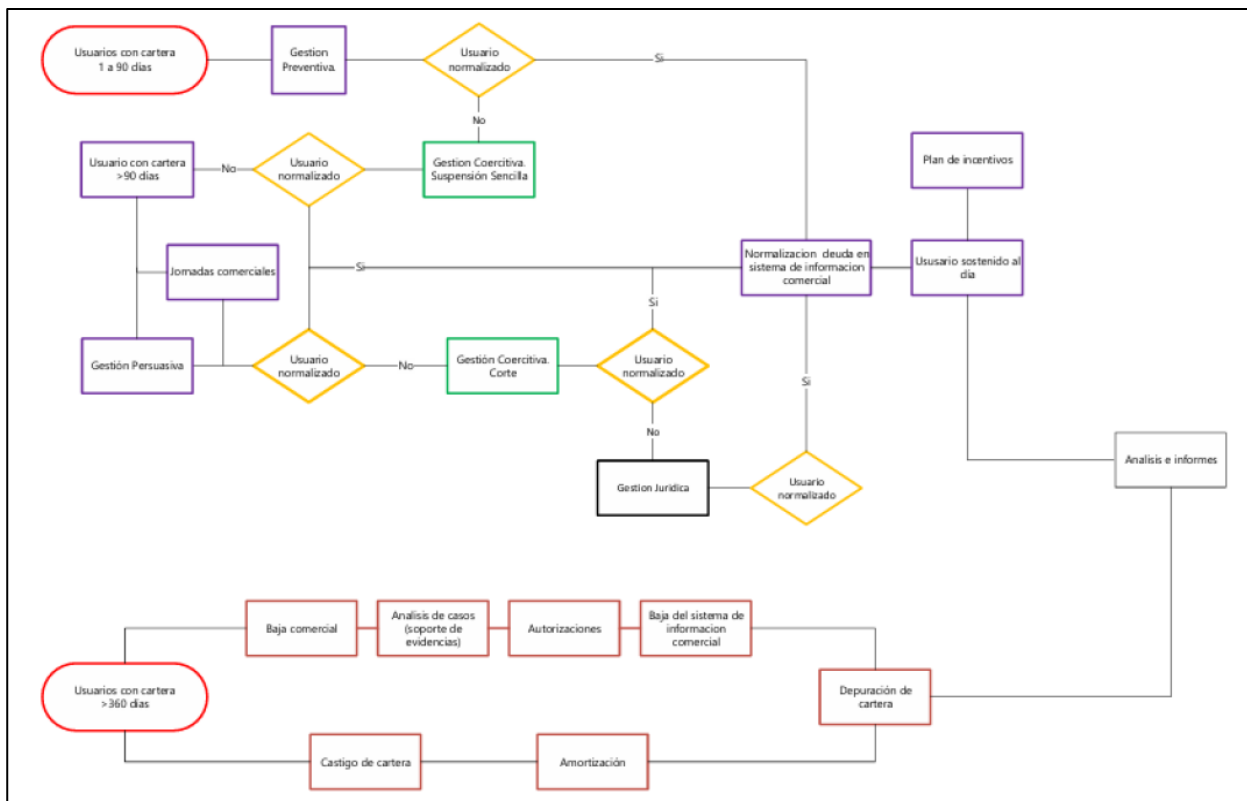 Usuarios con cartera
1 a 90 días
Gestion
Preventiva.
Usuario
normalizado
Si
No
Usuario con cartera
>90 días
No
Usuario
normalizado
Gestion Coercitiva.
Suspensión Sencilla
Plan de incentivos
Jornadas comerciales
Si
Normalizacion deuda en
sistema de informacion
comercial
Ususario sostenido al
día
Si
Gestión Persuasiva
Usuario
normalizado
No
Gestión Coercitiva.
Corte
Usuario
normalizado
Si
No
Gestion Juridica
Usuario
normalizado
Analisis e informes
Baja comercial
Analisis de casos
(soporte de
evidencias)
Autorizaciones
Baja del sistema de
informacion
comercial
Usuarios con cartera
>360 días
Depuración de
cartera
Castigo de cartera
Amortización